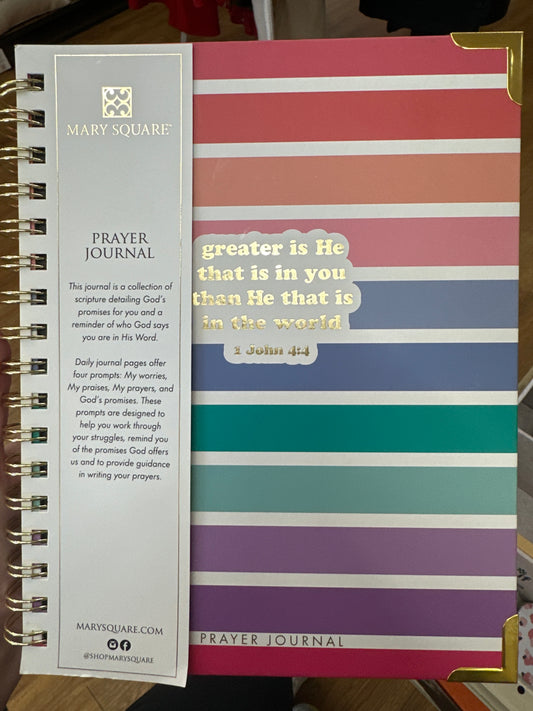 MARY SQUARE™
PRAYER
JOURNAL
This journal is a collection of
scripture detailing God's
promises for you and a
reminder of who God says
you are in His Word.
Daily journal pages offer
four prompts: My worries,
My praises, My prayers, and
God's promises. These
prompts are designed to
help you work through
your struggles, remind you
of the promises God offers
us and to provide guidance
in writing your prayers.
MARYSQUARE.COM
@SHOPMARYSQUARE
greater is He
that is in you
than He that is
in the world
1 John 4:4
PRAYER JOURNAL